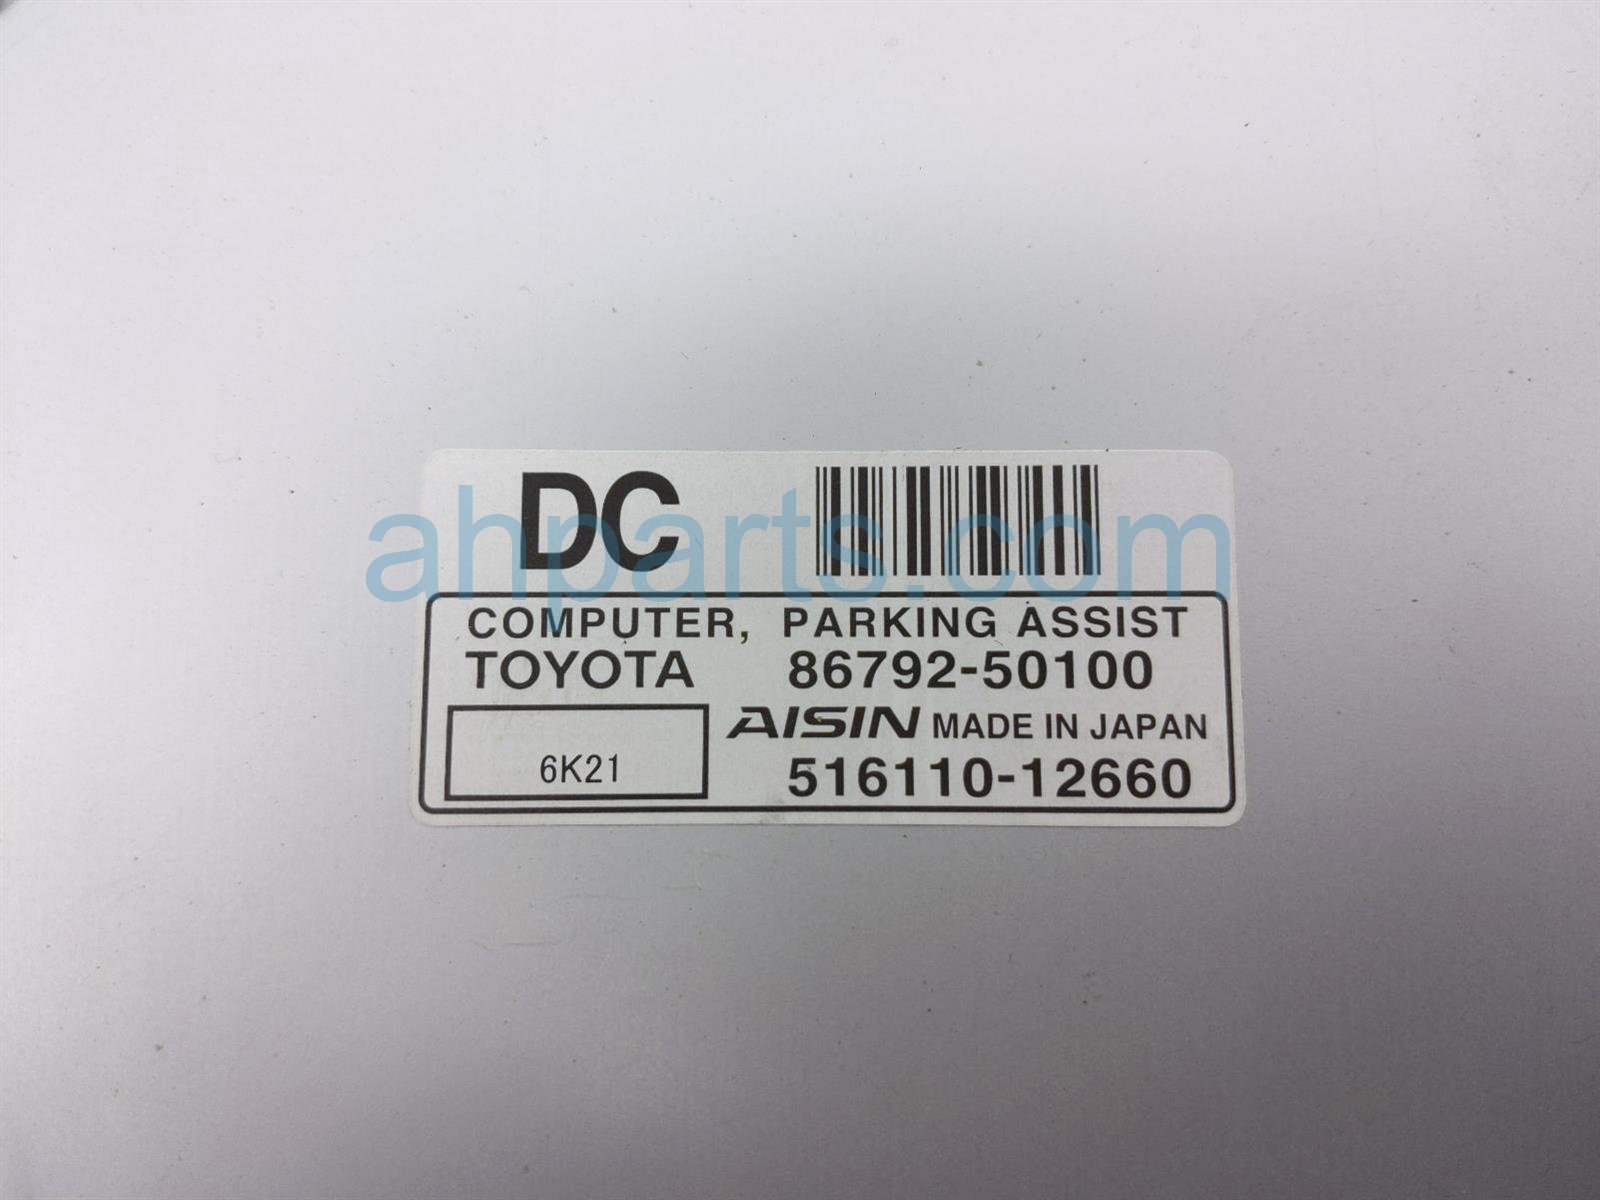 DC
ahparts.com
COMPUTER, PARKING ASSIST
TOYOTA 86792-50100
AISIN MADE IN JAPAN
6K21 516110-12660